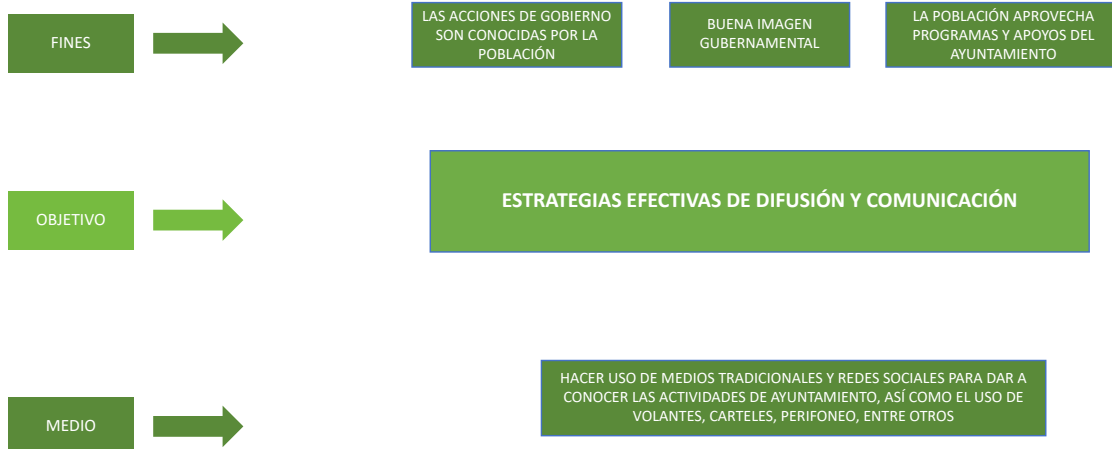 FINES
LAS ACCIONES DE GOBIERNO
SON CONOCIDAS POR LA
POBLACIÓN
BUENA IMAGEN
GUBERNAMENTAL
LA POBLACIÓN APROVECHA
PROGRAMAS Y APOYOS DEL
AYUNTAMIENTO
OBJETIVO
ESTRATEGIAS EFECTIVAS DE DIFUSIÓN Y COMUNICACIÓN
MEDIO
HACER USO DE MEDIOS TRADICIONALES Y REDES SOCIALES PARA DAR A
CONOCER LAS ACTIVIDADES DE AYUNTAMIENTO, ASÍ COMO EL USO DE
VOLANTES, CARTELES, PERIFONEO, ENTRE OTROS